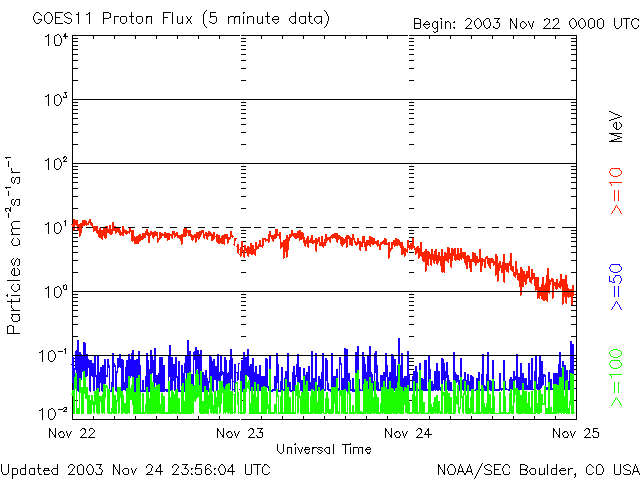 GOES11 Proton Flux (5 minute data)
Begin: 2003 Nov 22 0000 UTC
10⁴
10³
10²
10¹
10⁰
10⁻¹
10⁻²
Particles cm⁻²s⁻¹sr⁻¹
MeV
>=10
>=50
>=100
Nov 22
Nov 23
Nov 24
Nov 25
Universal Time
Updated 2003 Nov 24 23:56:04 UTC
NOAA/SEC Boulder, CO USA